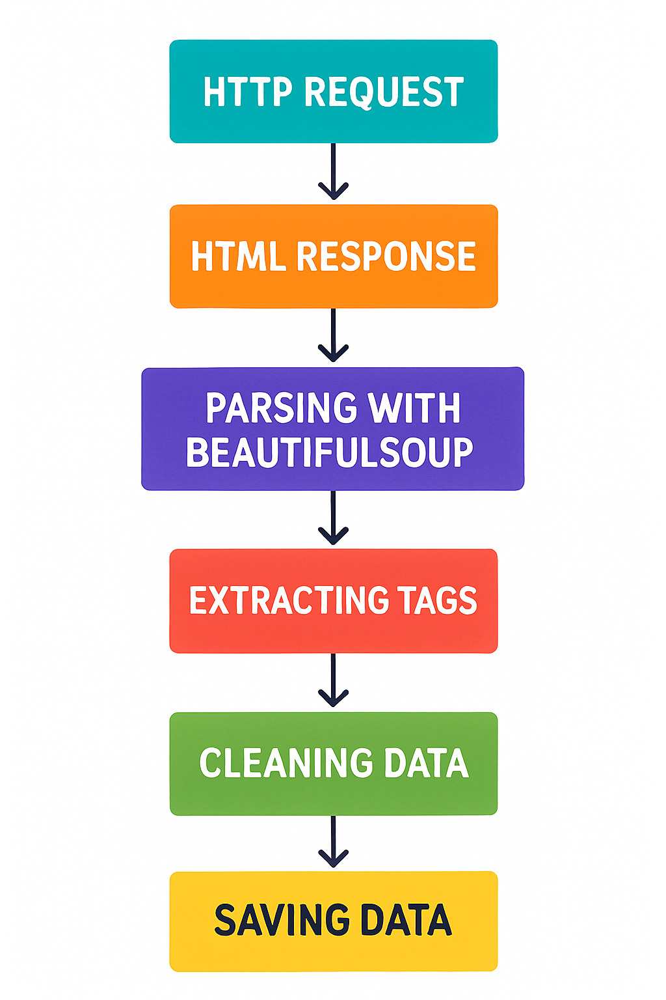 HTTP REQUEST
HTML RESPONSE
PARSING WITH
BEAUTIFULSOUP
EXTRACTING TAGS
CLEANING DATA
SAVING DATA